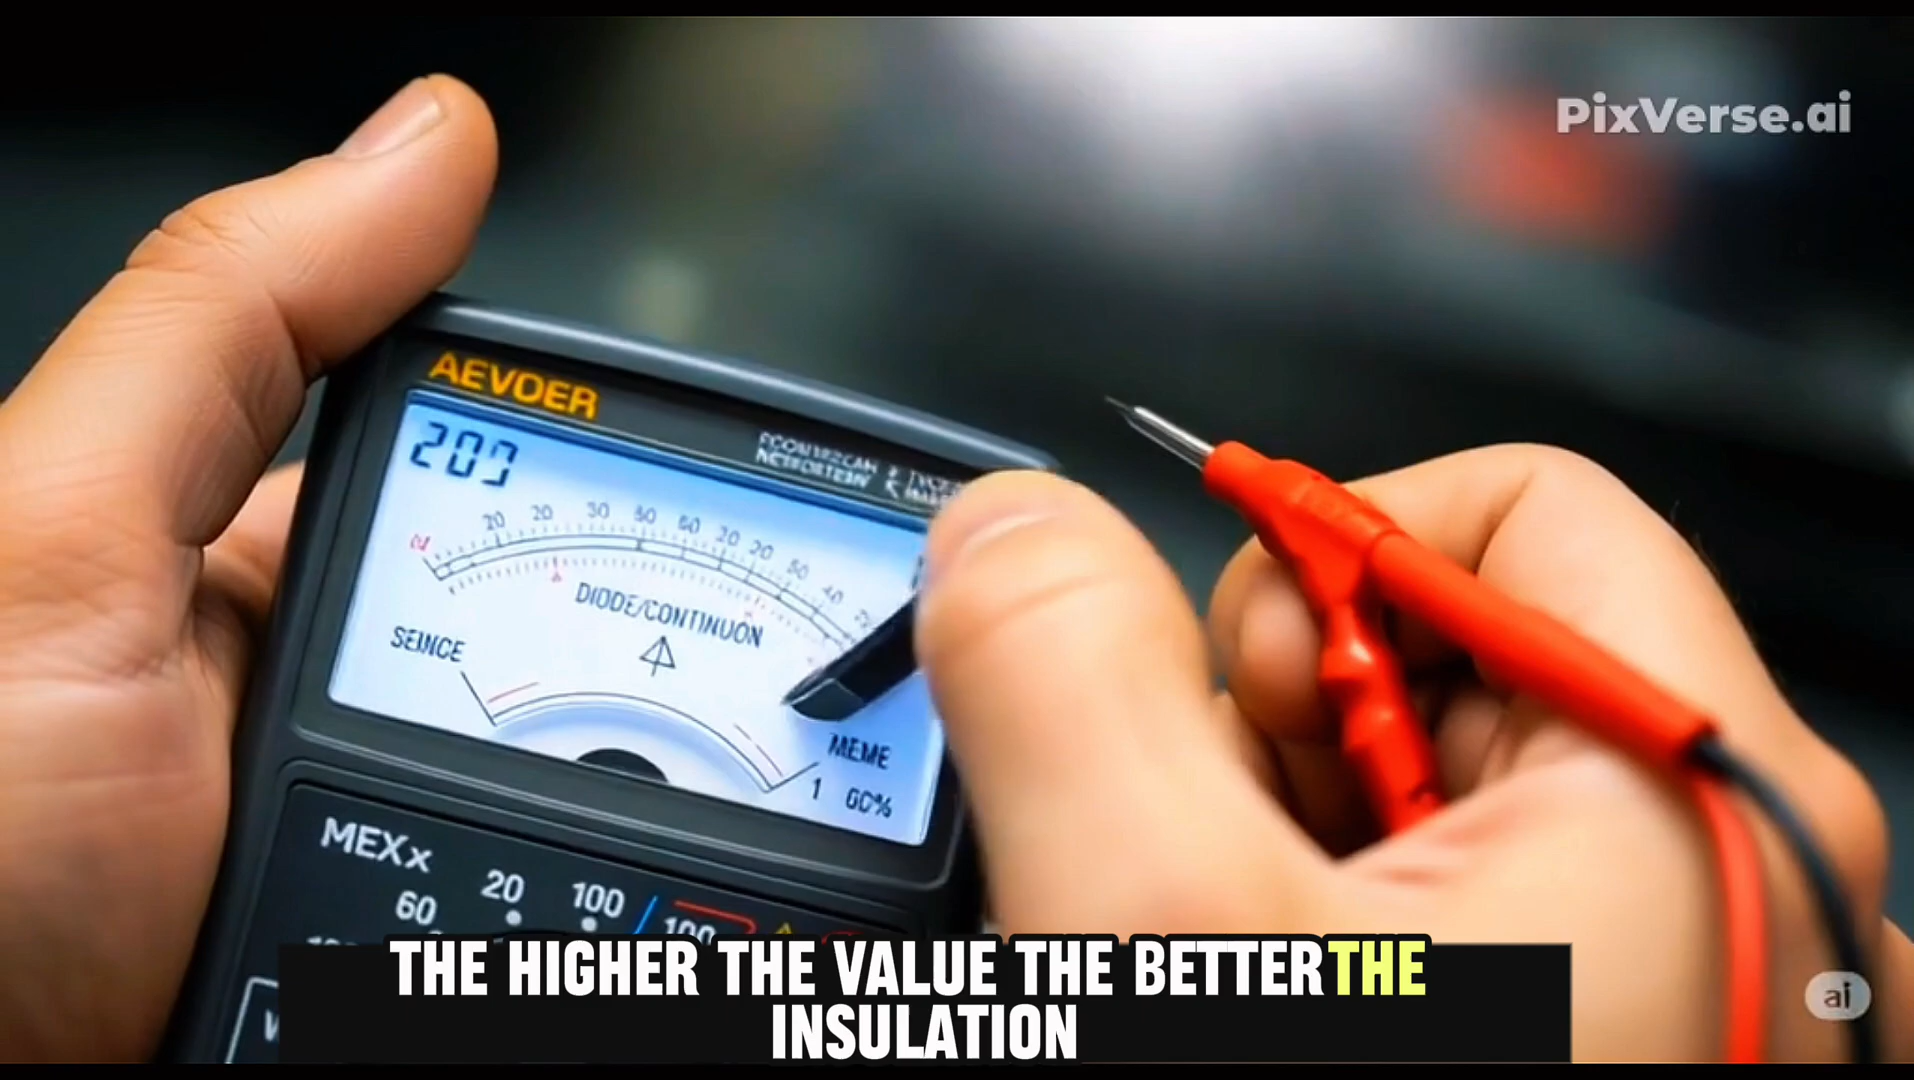 PixVerse.ai
AEVDER
20 20 30 50 60 20 20 50 40
DIODE/CONTINUON
SEINCE
MEME
1 60%
MEXx
20 100
60 100
ai
THE HIGHER THE VALUE THE BETTER THE
INSULATION